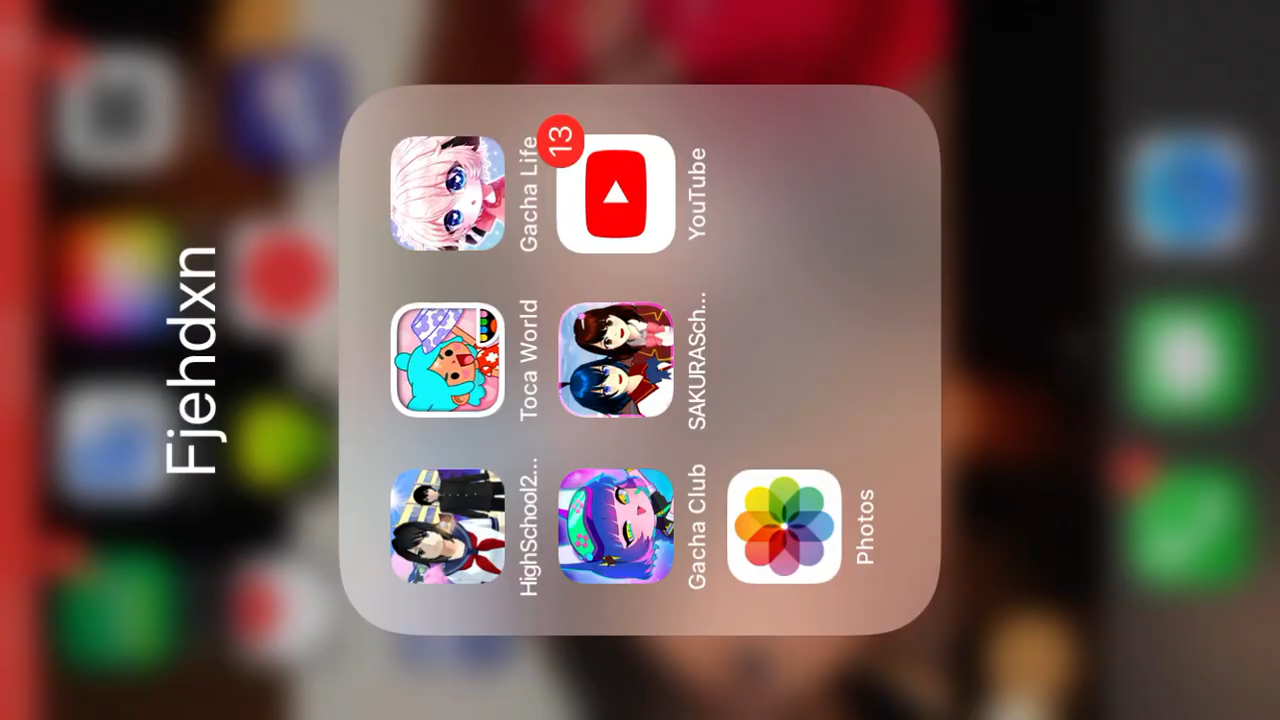 Fjehdxn
HighSchool2...
Toca World
Gacha Life
13
Gacha Club
SAKURASch...
YouTube
Photos